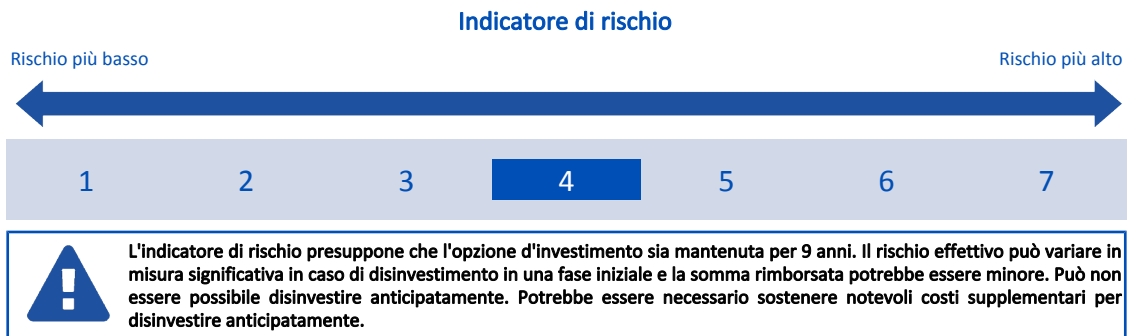 Indicatore di rischio
Rischio più basso
Rischio più alto
1 2 3 4 5 6 7
L'indicatore di rischio presuppone che l'opzione d'investimento sia mantenuta per 9 anni. Il rischio effettivo può variare in
misura significativa in caso di disinvestimento in una fase iniziale e la somma rimborsata potrebbe essere minore. Può non
essere possibile disinvestire anticipatamente. Potrebbe essere necessario sostenere notevoli costi supplementari per
disinvestire anticipatamente.